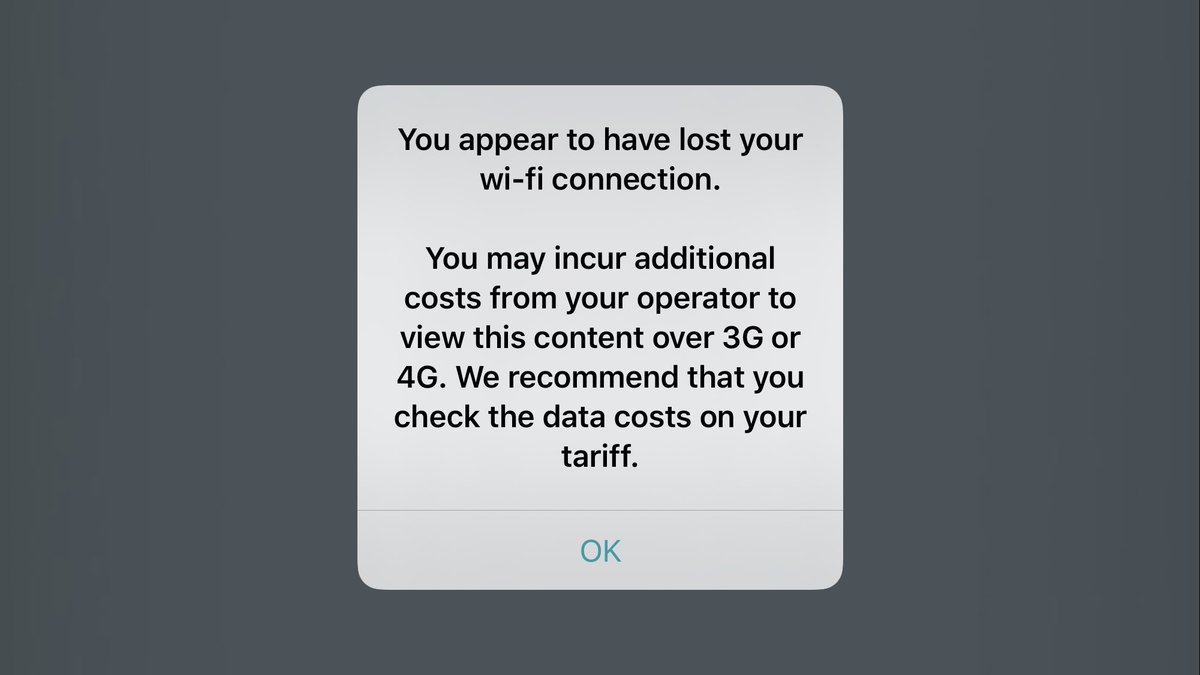 You appear to have lost your
wi-fi connection.
You may incur additional
costs from your operator to
view this content over 3G or
4G. We recommend that you
check the data costs on your
tariff.
OK